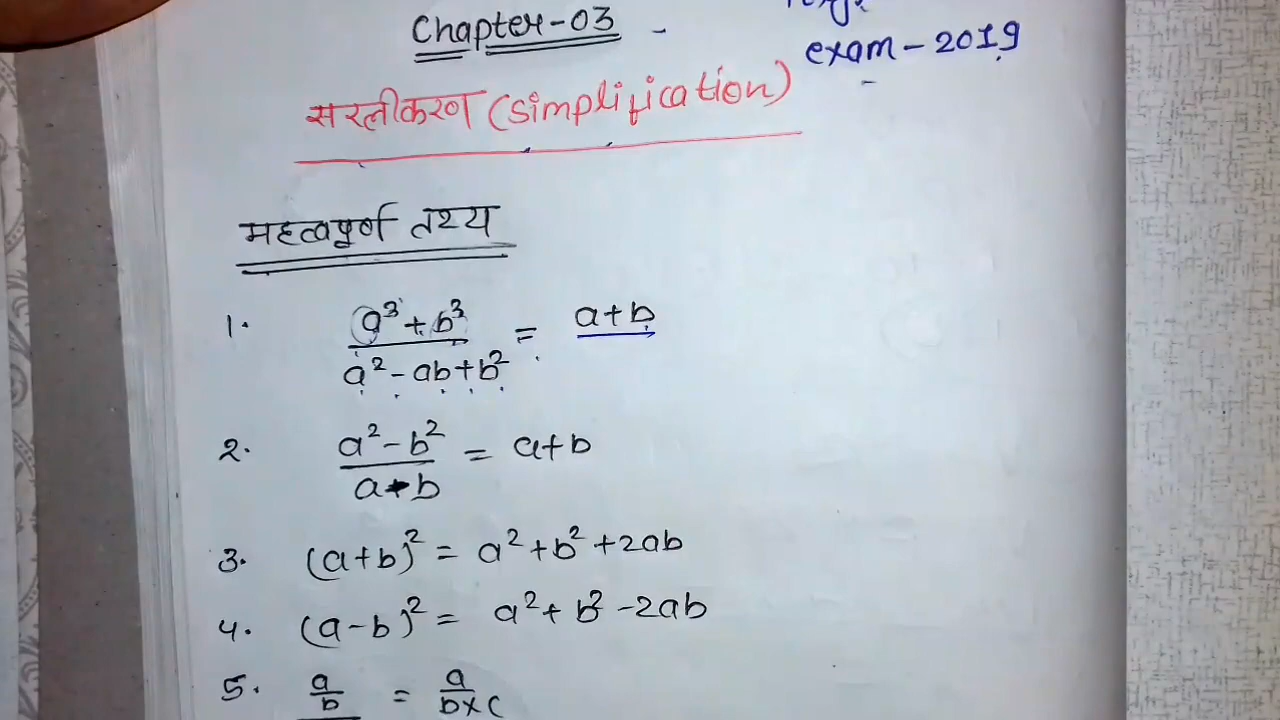 Chapter-03 -
exam - 2019
सरलीकरण (Simplification)
महत्वपूर्ण तथ्य
1. a³+b³ / a²-ab+b² = a+b
2. a²-b² / a-b = a+b
3. (a+b)² = a²+b²+2ab
4. (a-b)² = a²+b²-2ab
5. a/b = a/b×c